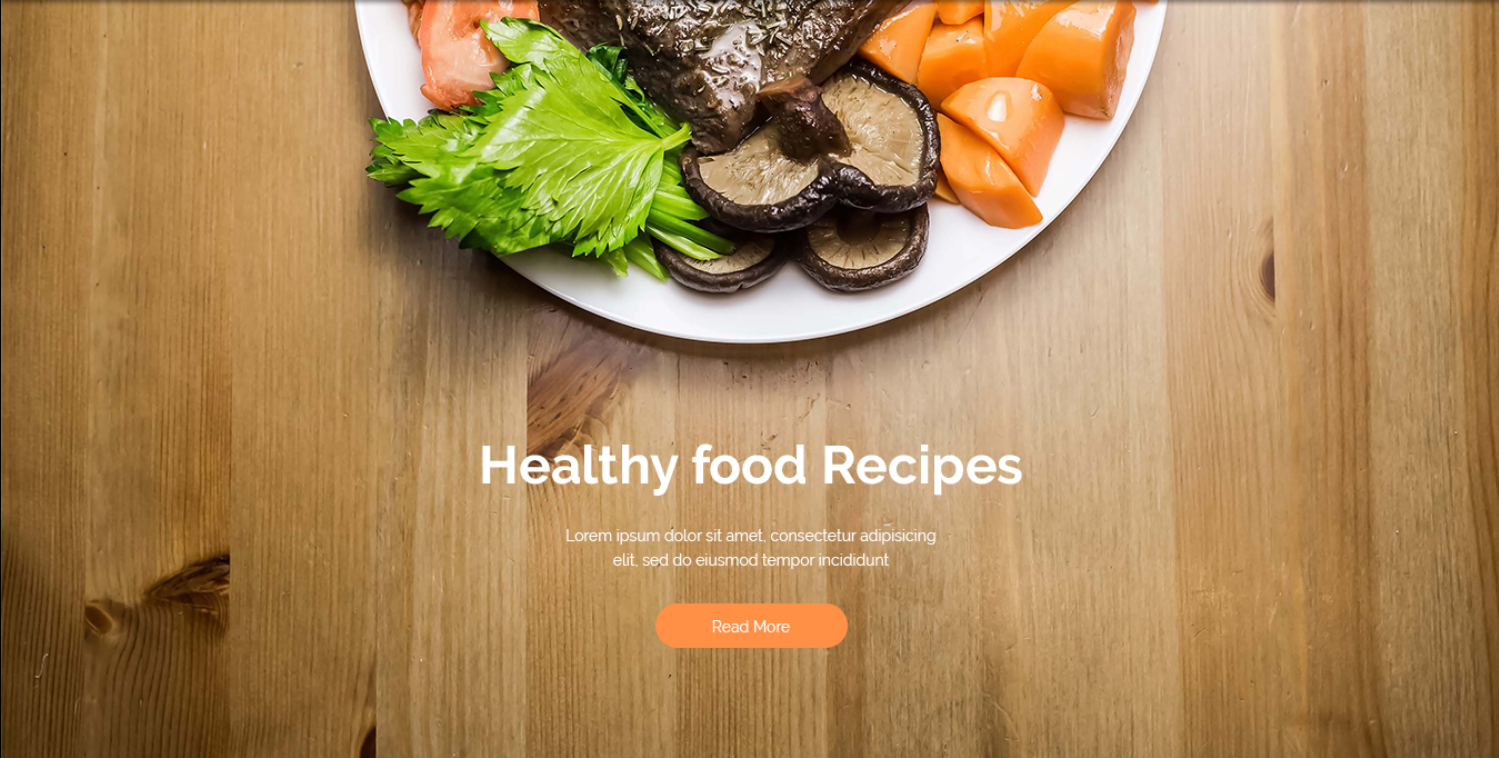 Healthy food Recipes
Lorem ipsum dolor sit amet, consectetur adipisicing
elit, sed do eiusmod tempor incididunt
Read More